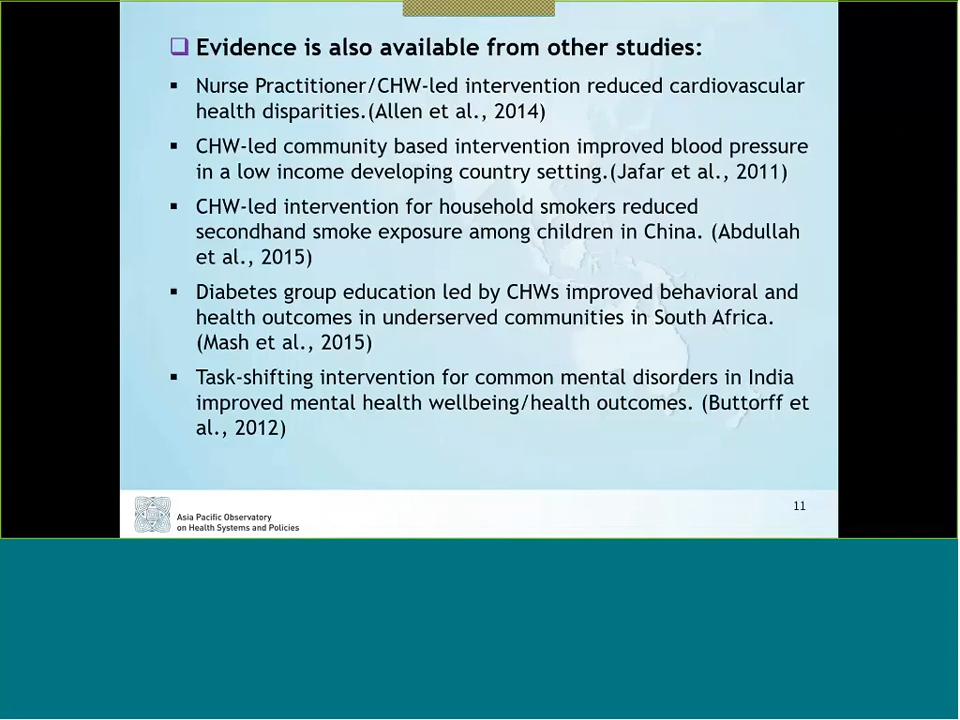 Evidence is also available from other studies:
Nurse Practitioner/CHW-led intervention reduced cardiovascular
health disparities.(Allen et al., 2014)
CHW-led community based intervention improved blood pressure
in a low income developing country setting.(Jafar et al., 2011)
CHW-led intervention for household smokers reduced
secondhand smoke exposure among children in China. (Abdullah
et al., 2015)
Diabetes group education led by CHWs improved behavioral and
health outcomes in underserved communities in South Africa.
(Mash et al., 2015)
Task-shifting intervention for common mental disorders in India
improved mental health wellbeing/health outcomes. (Buttorff et
al., 2012)
11
Asia Pacific Observatory
on Health Systems and Policies